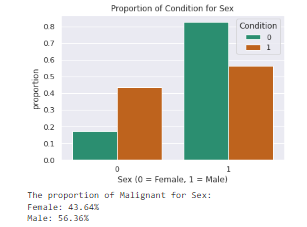 Proportion of Condition for Sex
Condition
0
1
0.8
0.7
0.6
0.5
0.4
0.3
0.2
0.1
0.0
proportion
0 1
Sex (0 = Female, 1 = Male)
The proportion of Malignant for Sex:
Female: 43.64%
Male: 56.36%